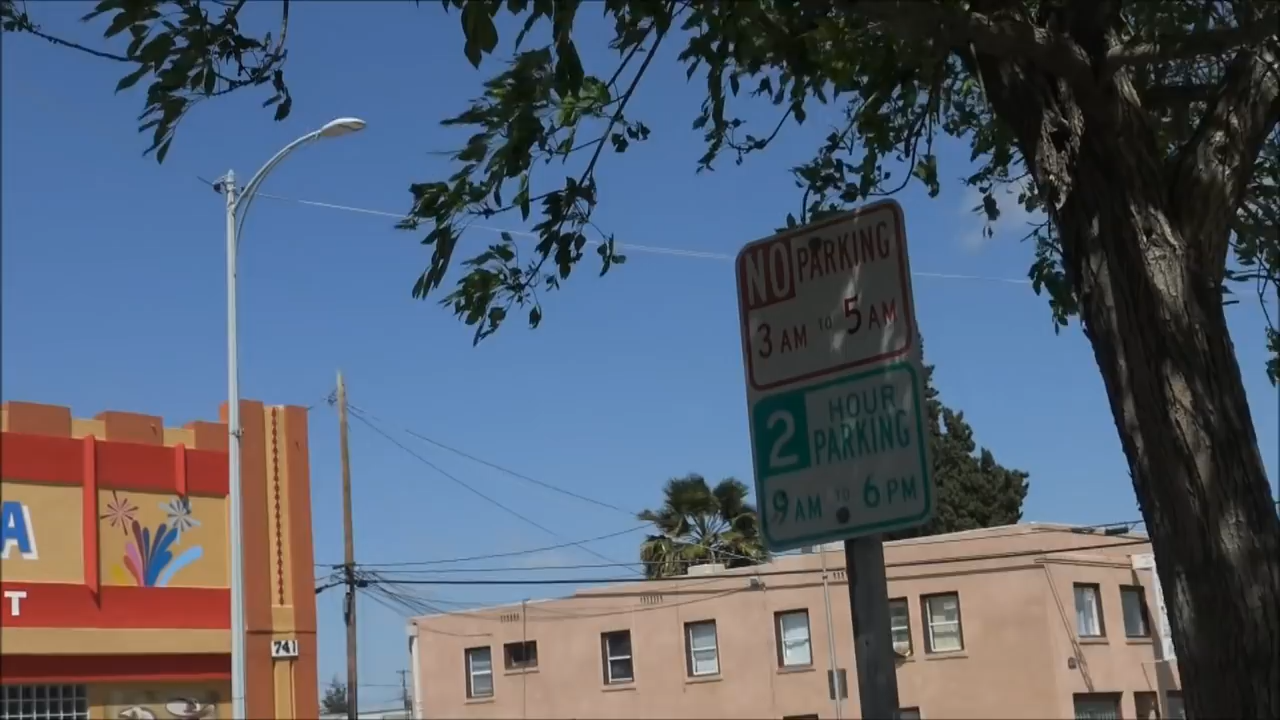 NO PARKING
3 AM TO 5 AM
2 HOUR PARKING
9 AM TO 6 PM
A
T
741